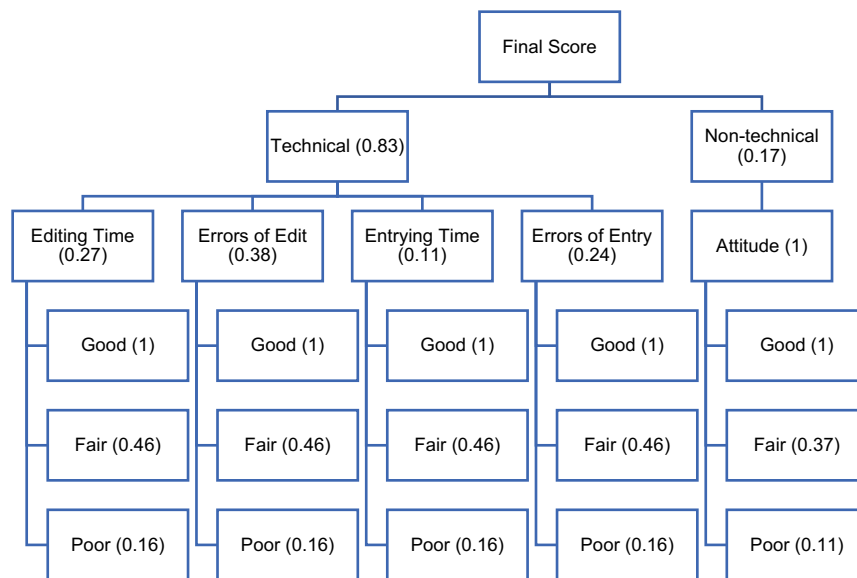 Final Score
Technical (0.83)
Non-technical
(0.17)
Editing Time
(0.27)
Errors of Edit
(0.38)
Entrying Time
(0.11)
Errors of Entry
(0.24)
Attitude (1)
Good (1)
Good (1)
Good (1)
Good (1)
Good (1)
Fair (0.46)
Fair (0.46)
Fair (0.46)
Fair (0.46)
Fair (0.37)
Poor (0.16)
Poor (0.16)
Poor (0.16)
Poor (0.16)
Poor (0.11)